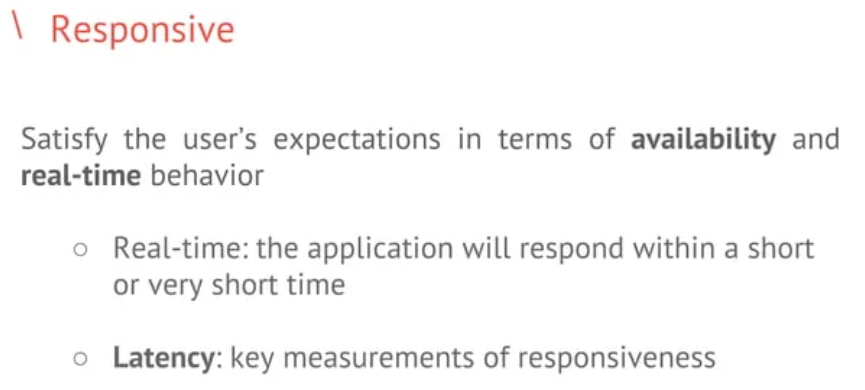 \ Responsive
Satisfy the user's expectations in terms of availability and
real-time behavior
○ Real-time: the application will respond within a short
or very short time
○ Latency: key measurements of responsiveness